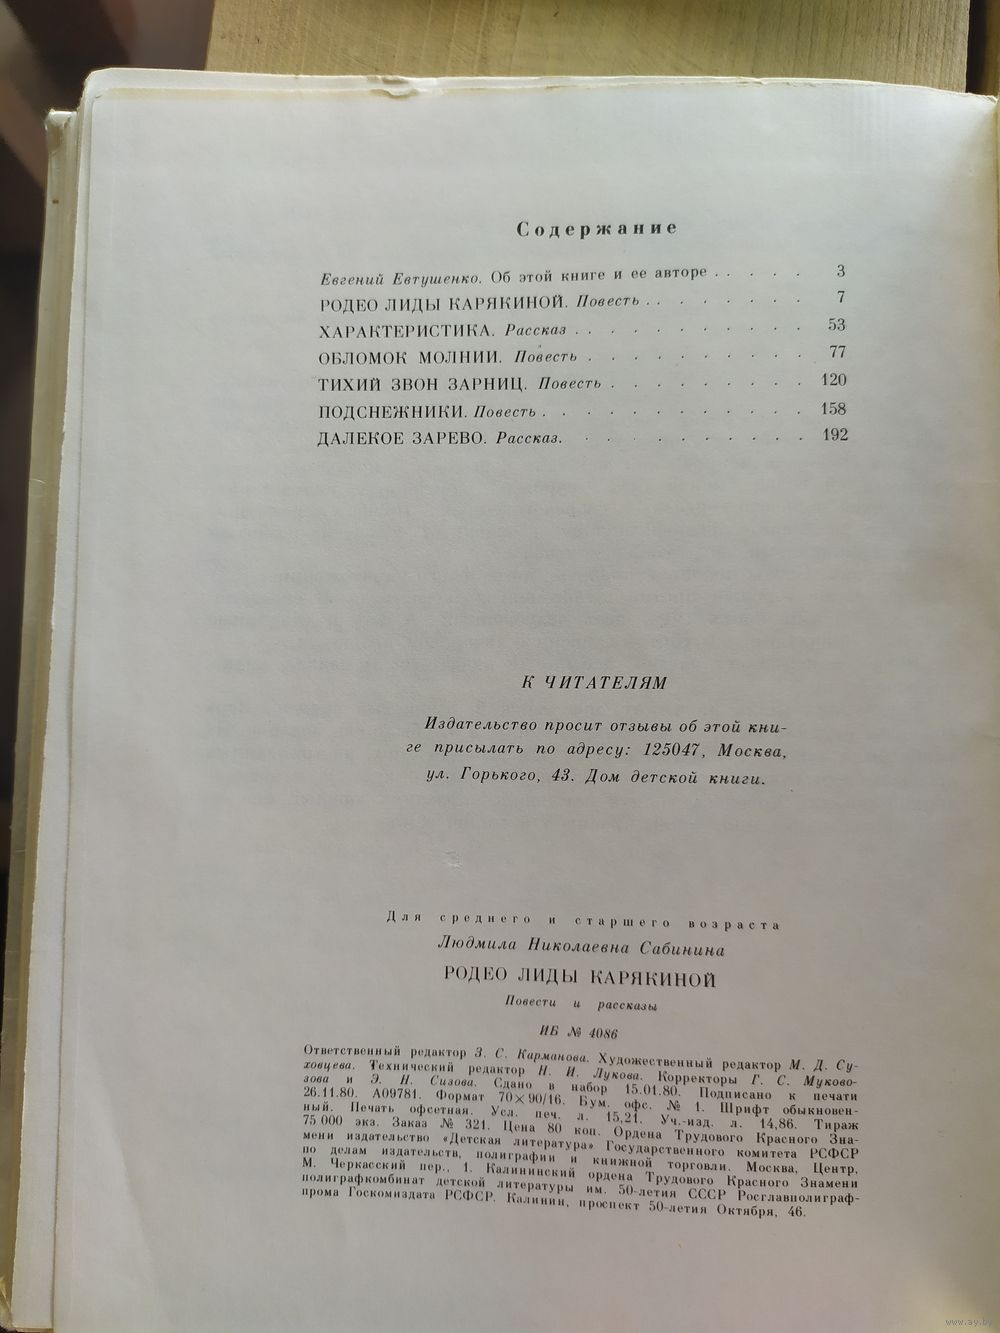 Содержание
Евгений Евтушенко. Об этой книге и ее авторе . . . . . 3
РОДЕО ЛИДЫ КАРЯКИНОЙ. Повесть . . . . . . . 7
ХАРАКТЕРИСТИКА. Рассказ . . . . . . . . . . 53
ОБЛОМОК МОЛНИИ. Повесть . . . . . . . . . . 77
ТИХИЙ ЗВОН ЗАРНИЦ. Повесть . . . . . . . . . 120
ПОДСНЕЖНИКИ. Повесть . . . . . . . . . . . . 158
ДАЛЕКОЕ ЗАРЕВО. Рассказ. . . . . . . . . . . 192
К ЧИТАТЕЛЯМ
Издательство просит отзывы об этой кни-
ге присылать по адресу: 125047, Москва,
ул. Горького, 43. Дом детской книги.
Для среднего и старшего возраста
Людмила Николаевна Сабинина
РОДЕО ЛИДЫ КАРЯКИНОЙ
Повести и рассказы
ИБ № 4086
Ответственный редактор З. С. Карманова. Художественный редактор М. Д. Су-
ховцева. Технический редактор Н. И. Лукова. Корректоры Г. С. Муково-
зова и Э. Н. Сизова. Сдано в набор 15.01.80. Подписано к печати
26.11.80. А09781. Формат 70×90/16. Бум. офс. № 1. Шрифт обыкновен-
ный. Печать офсетная. Усл. печ. л. 15,21. Уч.-изд. л. 14,86. Тираж
75 000 экз. Заказ № 321. Цена 80 коп. Ордена Трудового Красного Зна-
мени издательство «Детская литература» Государственного комитета РСФСР
по делам издательств, полиграфии и книжной торговли. Москва, Центр,
М. Черкасский пер., 1. Калининский ордена Трудового Красного Знамени
полиграфкомбинат детской литературы им. 50-летия СССР Росглавполиграф-
прома Госкомиздата РСФСР. Калинин, проспект 50-летия Октября, 46.
www.ay.by